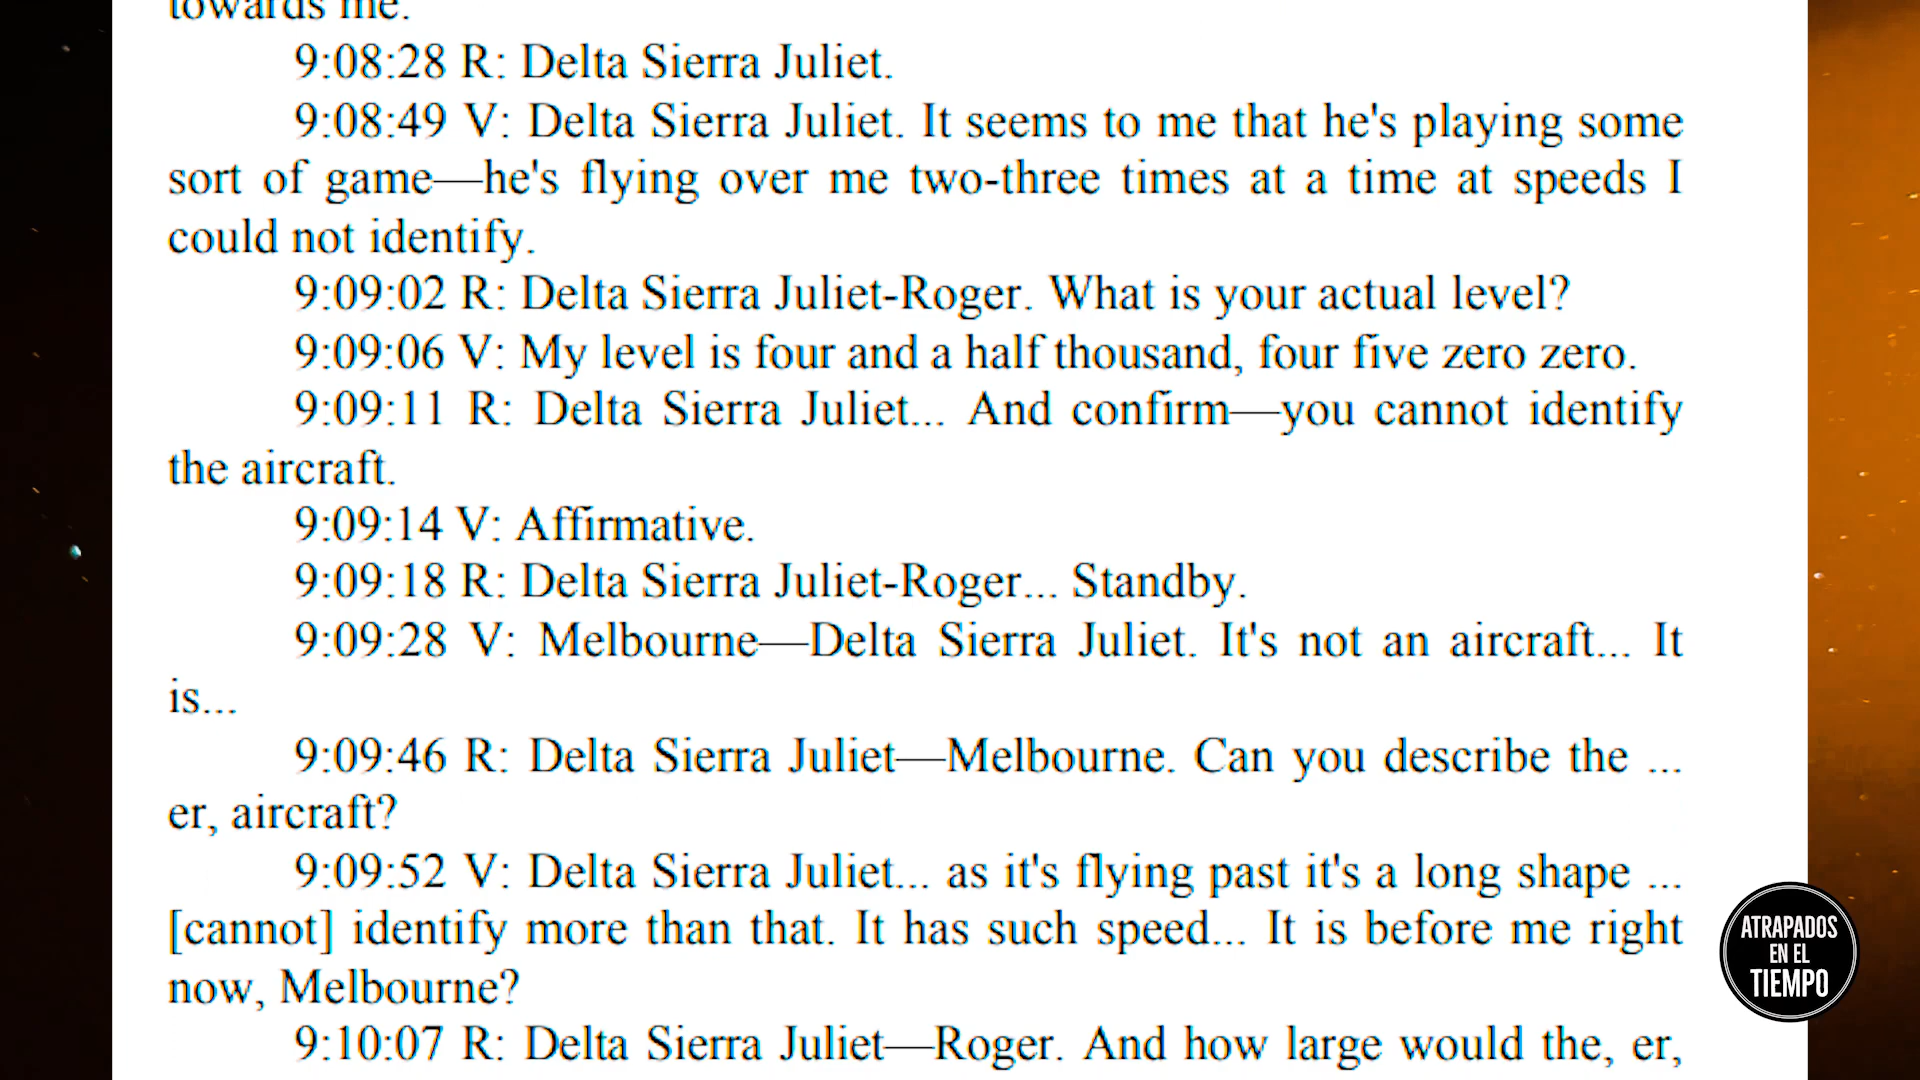 towards me.
9:08:28 R: Delta Sierra Juliet.
9:08:49 V: Delta Sierra Juliet. It seems to me that he's playing some
sort of game—he's flying over me two-three times at a time at speeds I
could not identify.
9:09:02 R: Delta Sierra Juliet-Roger. What is your actual level?
9:09:06 V: My level is four and a half thousand, four five zero zero.
9:09:11 R: Delta Sierra Juliet... And confirm—you cannot identify
the aircraft.
9:09:14 V: Affirmative.
9:09:18 R: Delta Sierra Juliet-Roger... Standby.
9:09:28 V: Melbourne—Delta Sierra Juliet. It's not an aircraft... It
is...
9:09:46 R: Delta Sierra Juliet—Melbourne. Can you describe the ...
er, aircraft?
9:09:52 V: Delta Sierra Juliet... as it's flying past it's a long shape ...
[cannot] identify more than that. It has such speed... It is before me right
now, Melbourne?
9:10:07 R: Delta Sierra Juliet—Roger. And how large would the, er,
ATRAPADOS
EN EL
TIEMPO